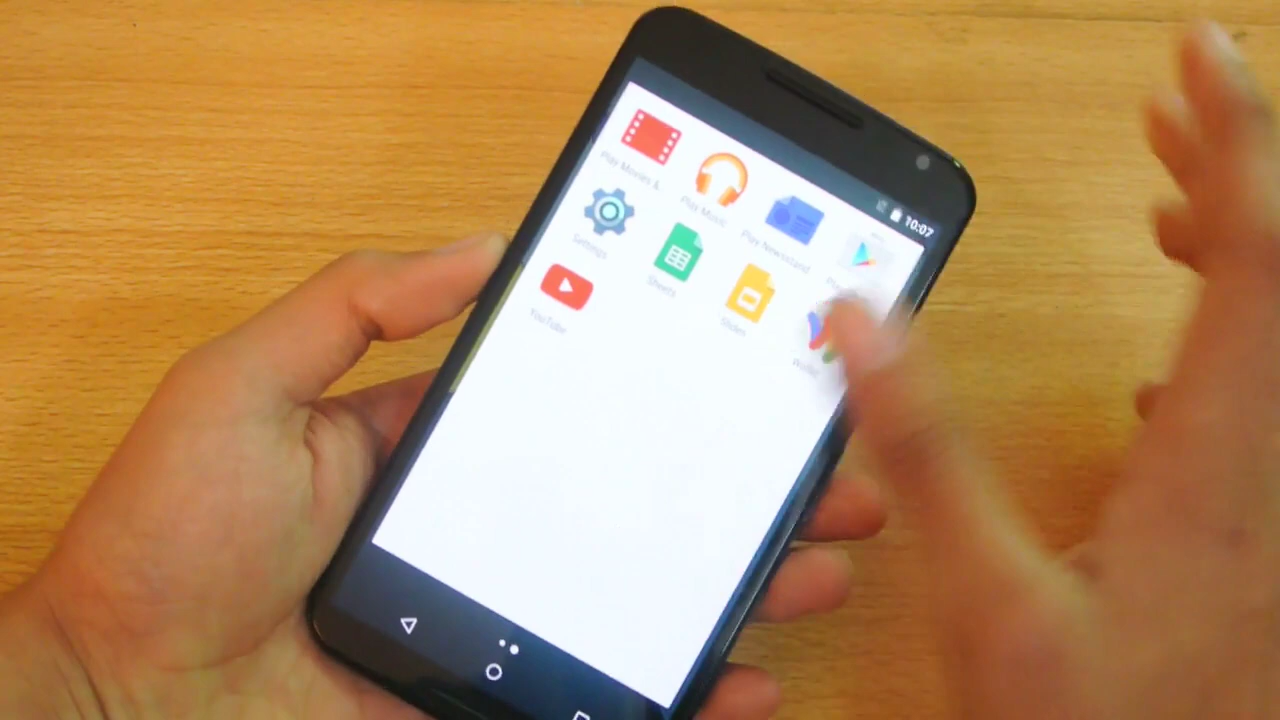 10:07
Play Movies &
Play Music
Play Newsstand
Settings
Sheets
Slides
YouTube